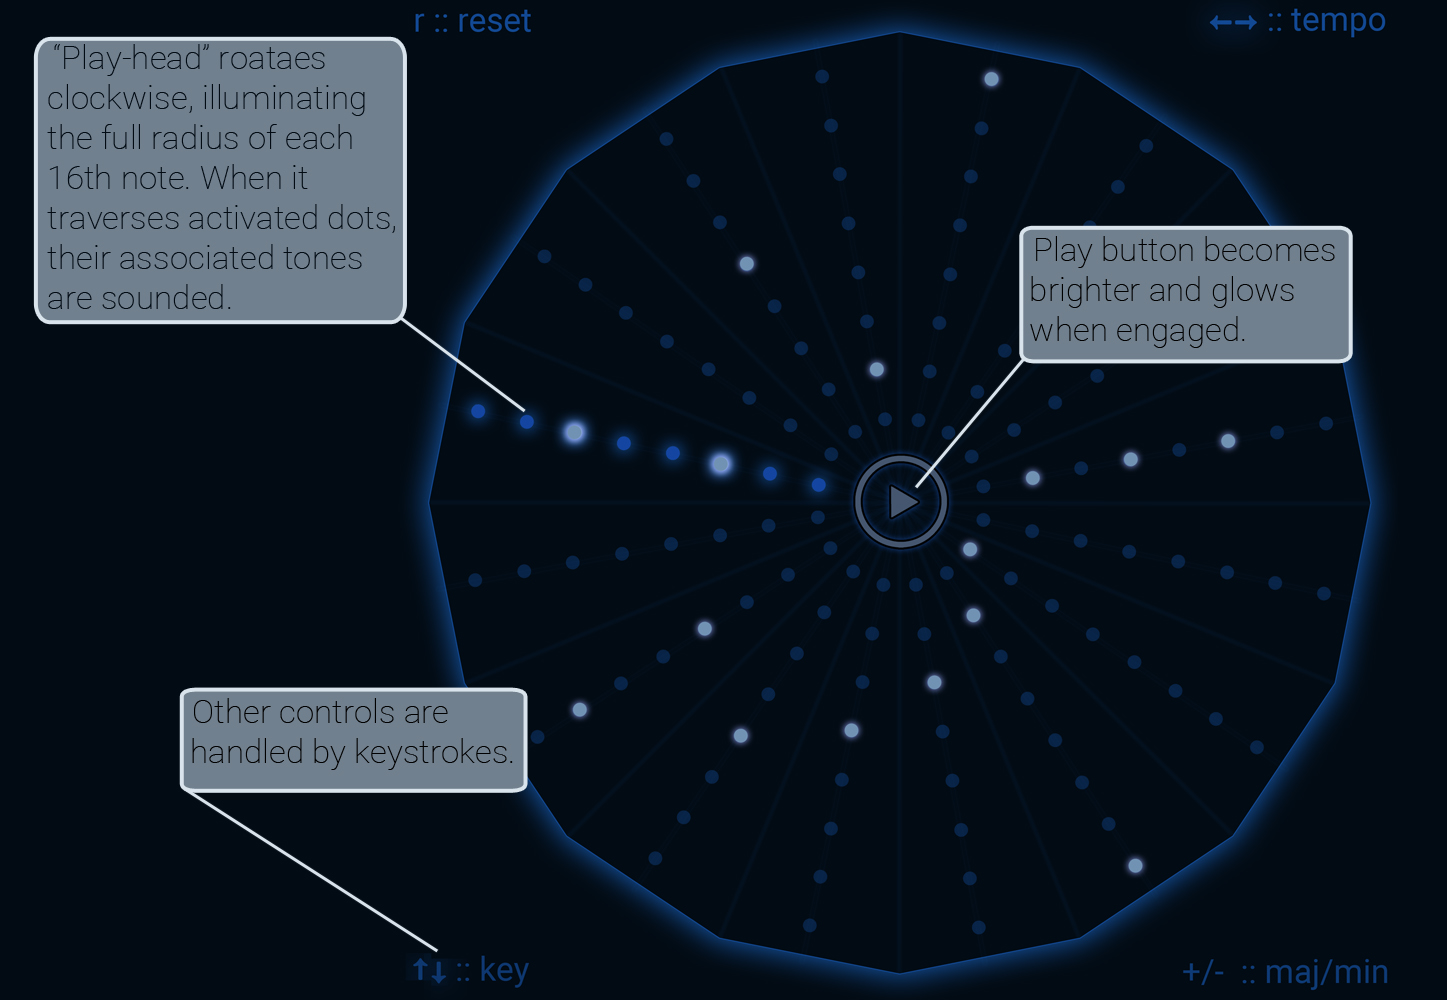 r :: reset
←→ :: tempo
“Play-head” roataes
clockwise, illuminating
the full radius of each
16th note. When it
traverses activated dots,
their associated tones
are sounded.
Play button becomes
brighter and glows
when engaged.
Other controls are
handled by keystrokes.
↑↓ :: key
+/- :: maj/min